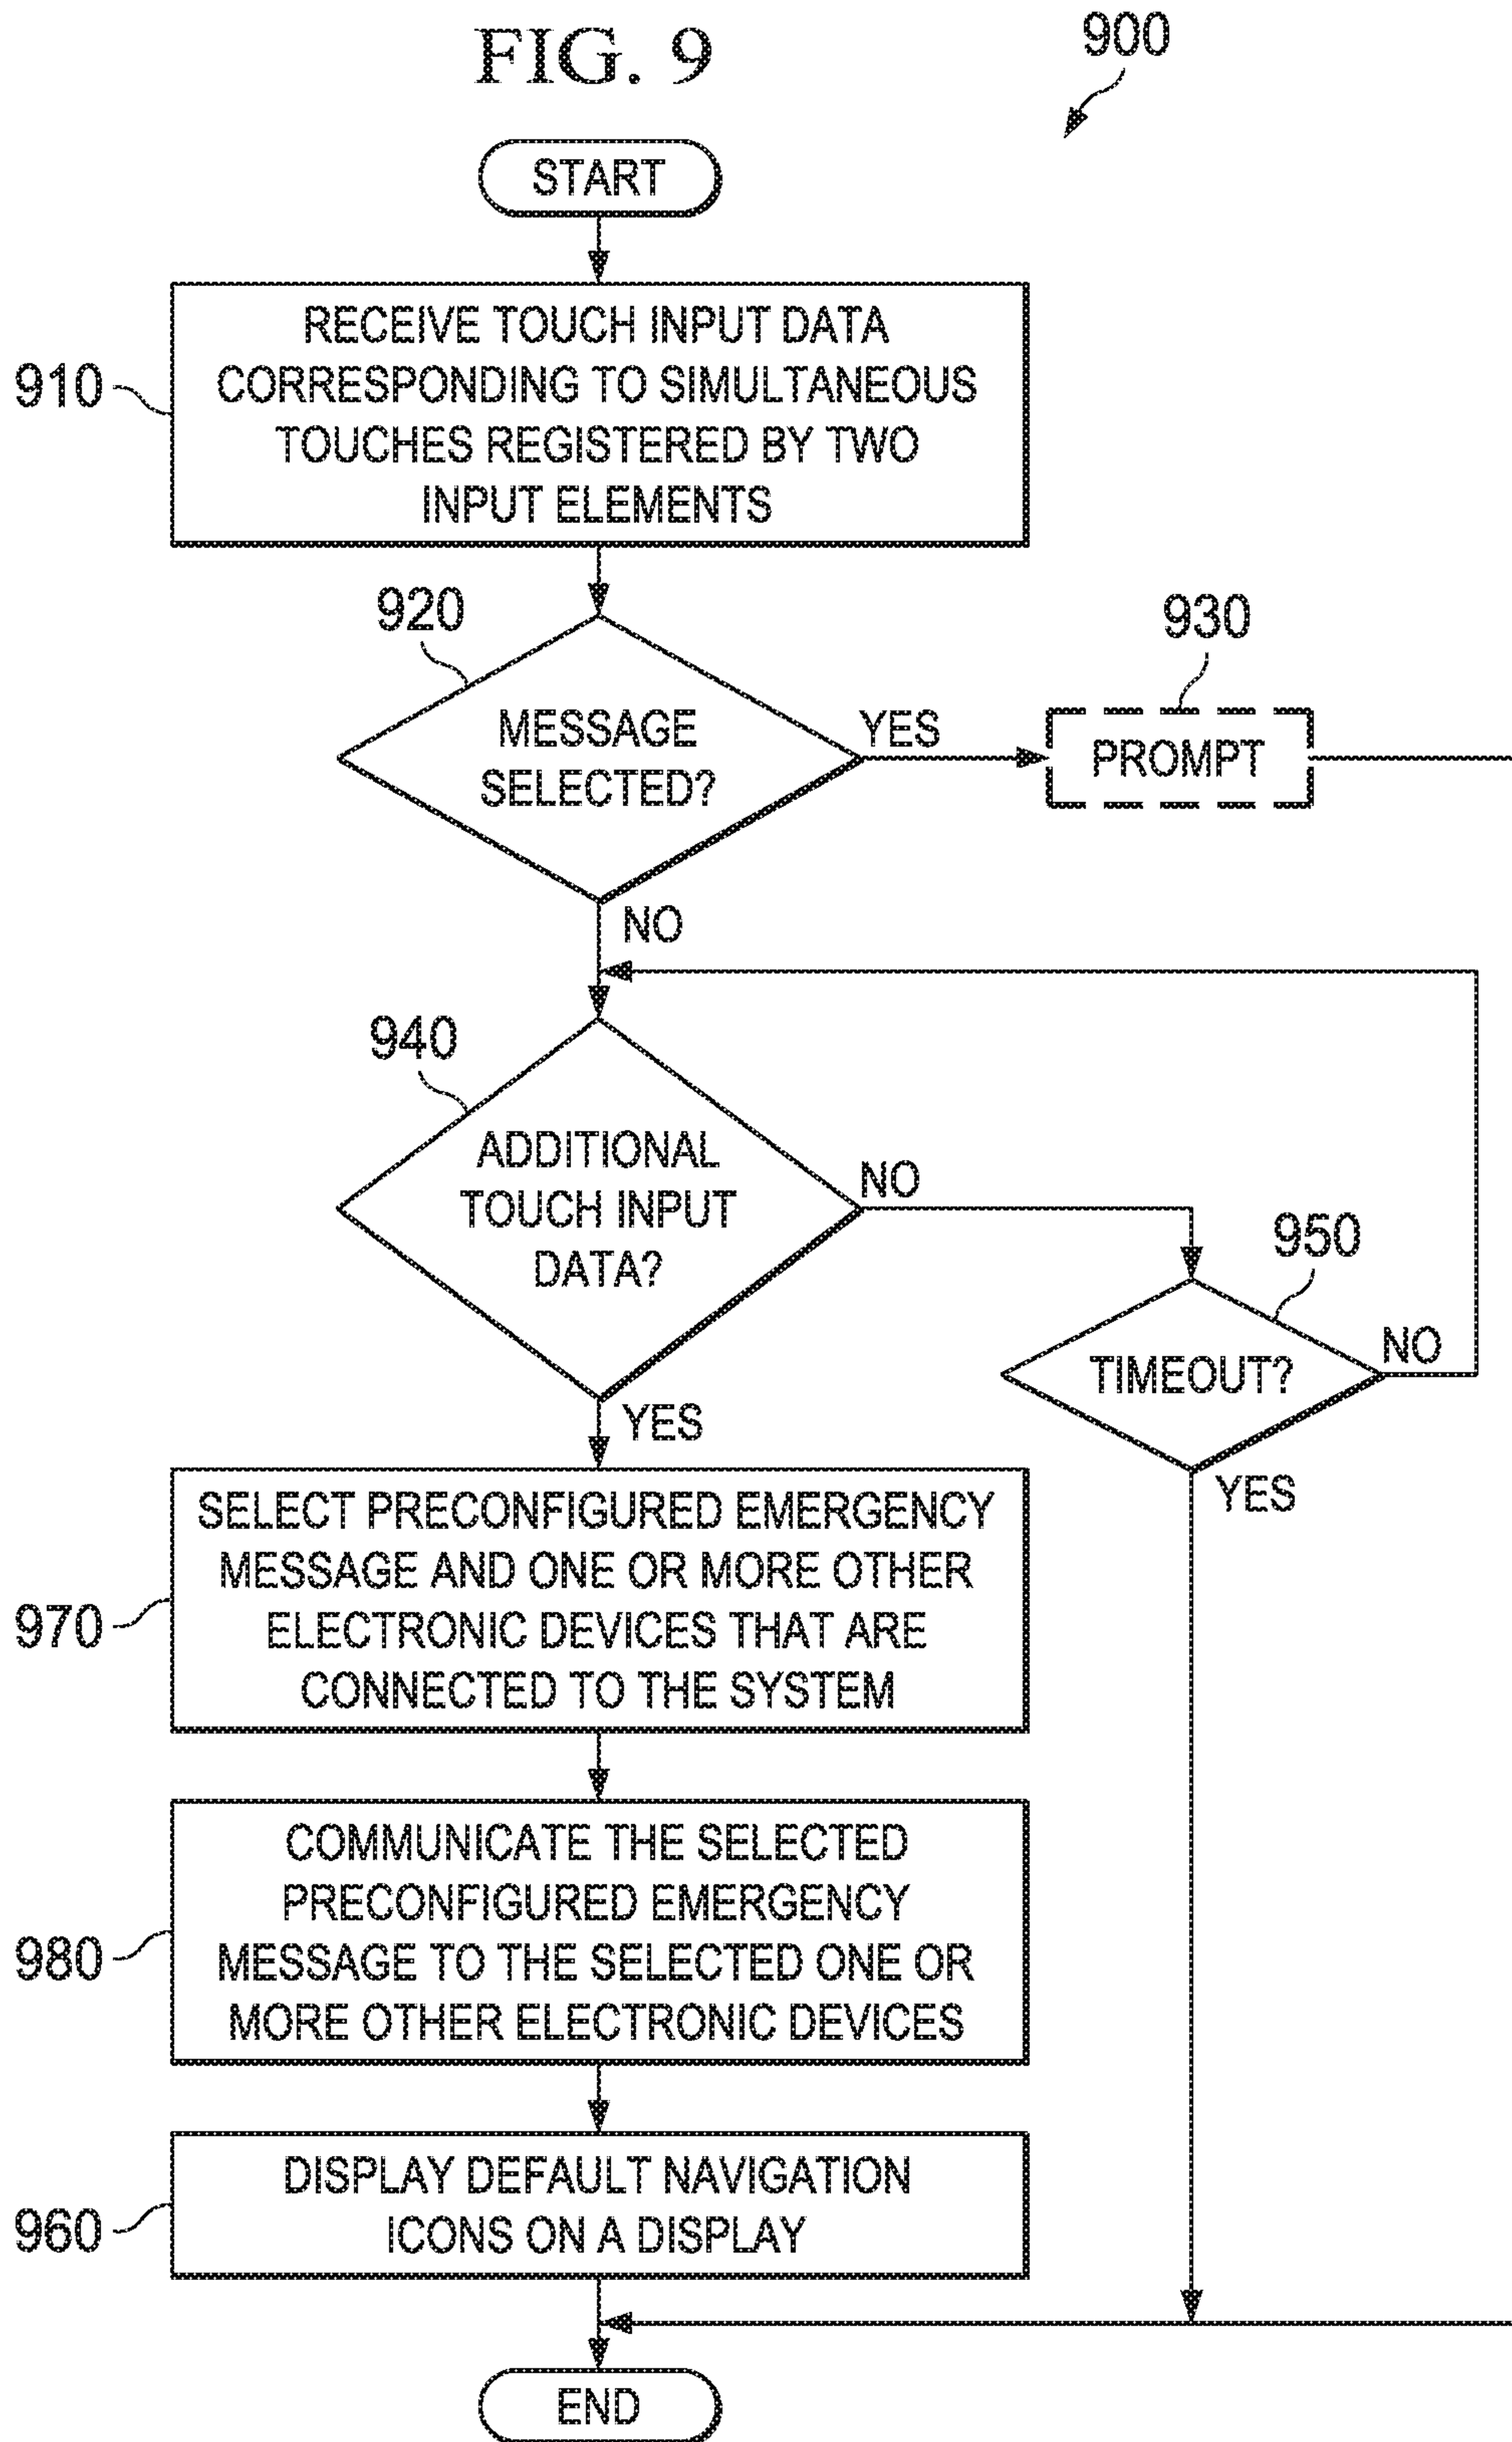 FIG. 9
900
START
910
RECEIVE TOUCH INPUT DATA
CORRESPONDING TO SIMULTANEOUS
TOUCHES REGISTERED BY TWO
INPUT ELEMENTS
920
MESSAGE
SELECTED?
YES
930
PROMPT
NO
940
ADDITIONAL
TOUCH INPUT
DATA?
NO
950
TIMEOUT?
NO
YES
YES
970
SELECT PRECONFIGURED EMERGENCY
MESSAGE AND ONE OR MORE OTHER
ELECTRONIC DEVICES THAT ARE
CONNECTED TO THE SYSTEM
980
COMMUNICATE THE SELECTED
PRECONFIGURED EMERGENCY
MESSAGE TO THE SELECTED ONE OR
MORE OTHER ELECTRONIC DEVICES
960
DISPLAY DEFAULT NAVIGATION
ICONS ON A DISPLAY
END